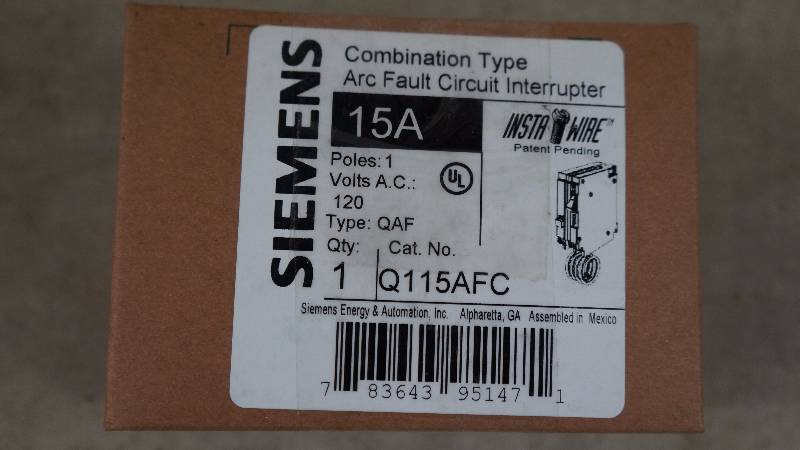 SIEMENS
Combination Type
Arc Fault Circuit Interrupter
15A
INSTA WIRE™
Patent Pending
Poles: 1
Volts A.C.:
120
UL
Type: QAF
Qty: Cat. No.
1 Q115AFC
Siemens Energy & Automation, Inc. Alpharetta, GA Assembled in Mexico
7 83643 95147 1